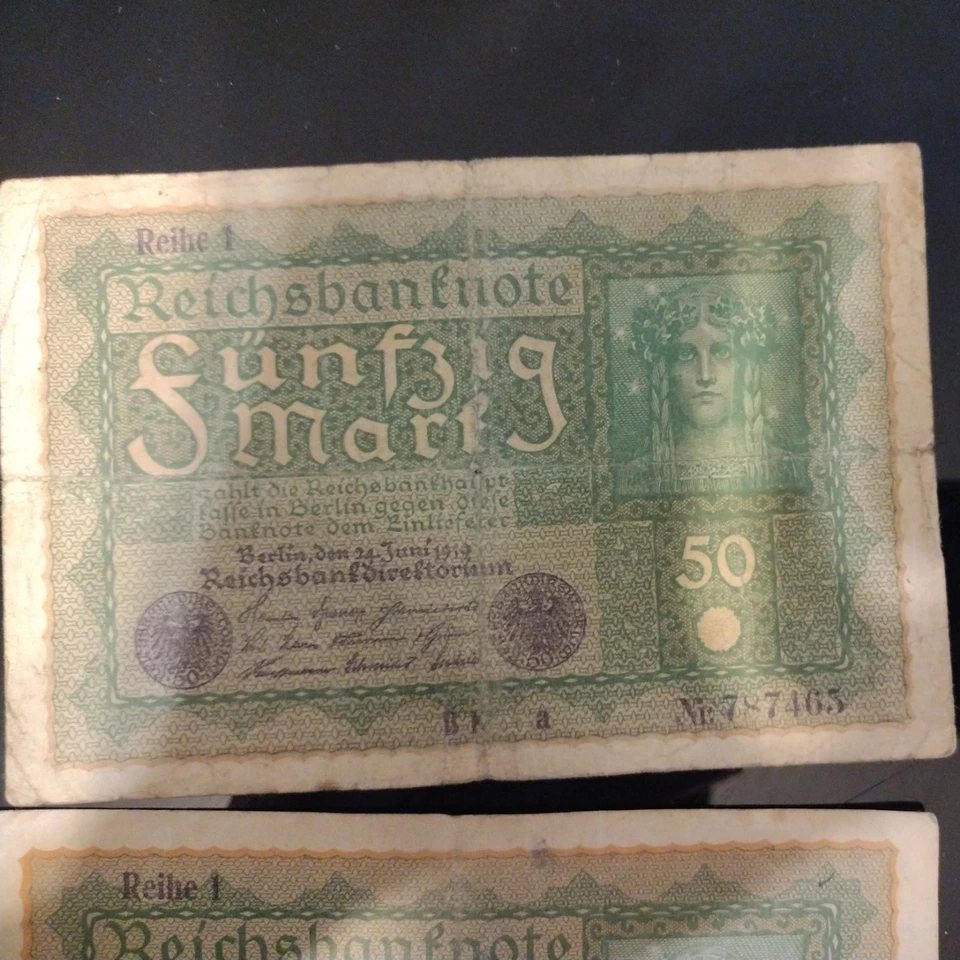 Reihe 1
Reichsbanknote
Fünfzig
Mark
zahlt die Reichsbankhaupt
kasse in Berlin gegen diese
Banknote dem Einlieferer
Berlin, den 24. Juni 1919
Reichsbankdirektorium
50
a
Nr. 787465
Reihe 1
Reichsbanknote